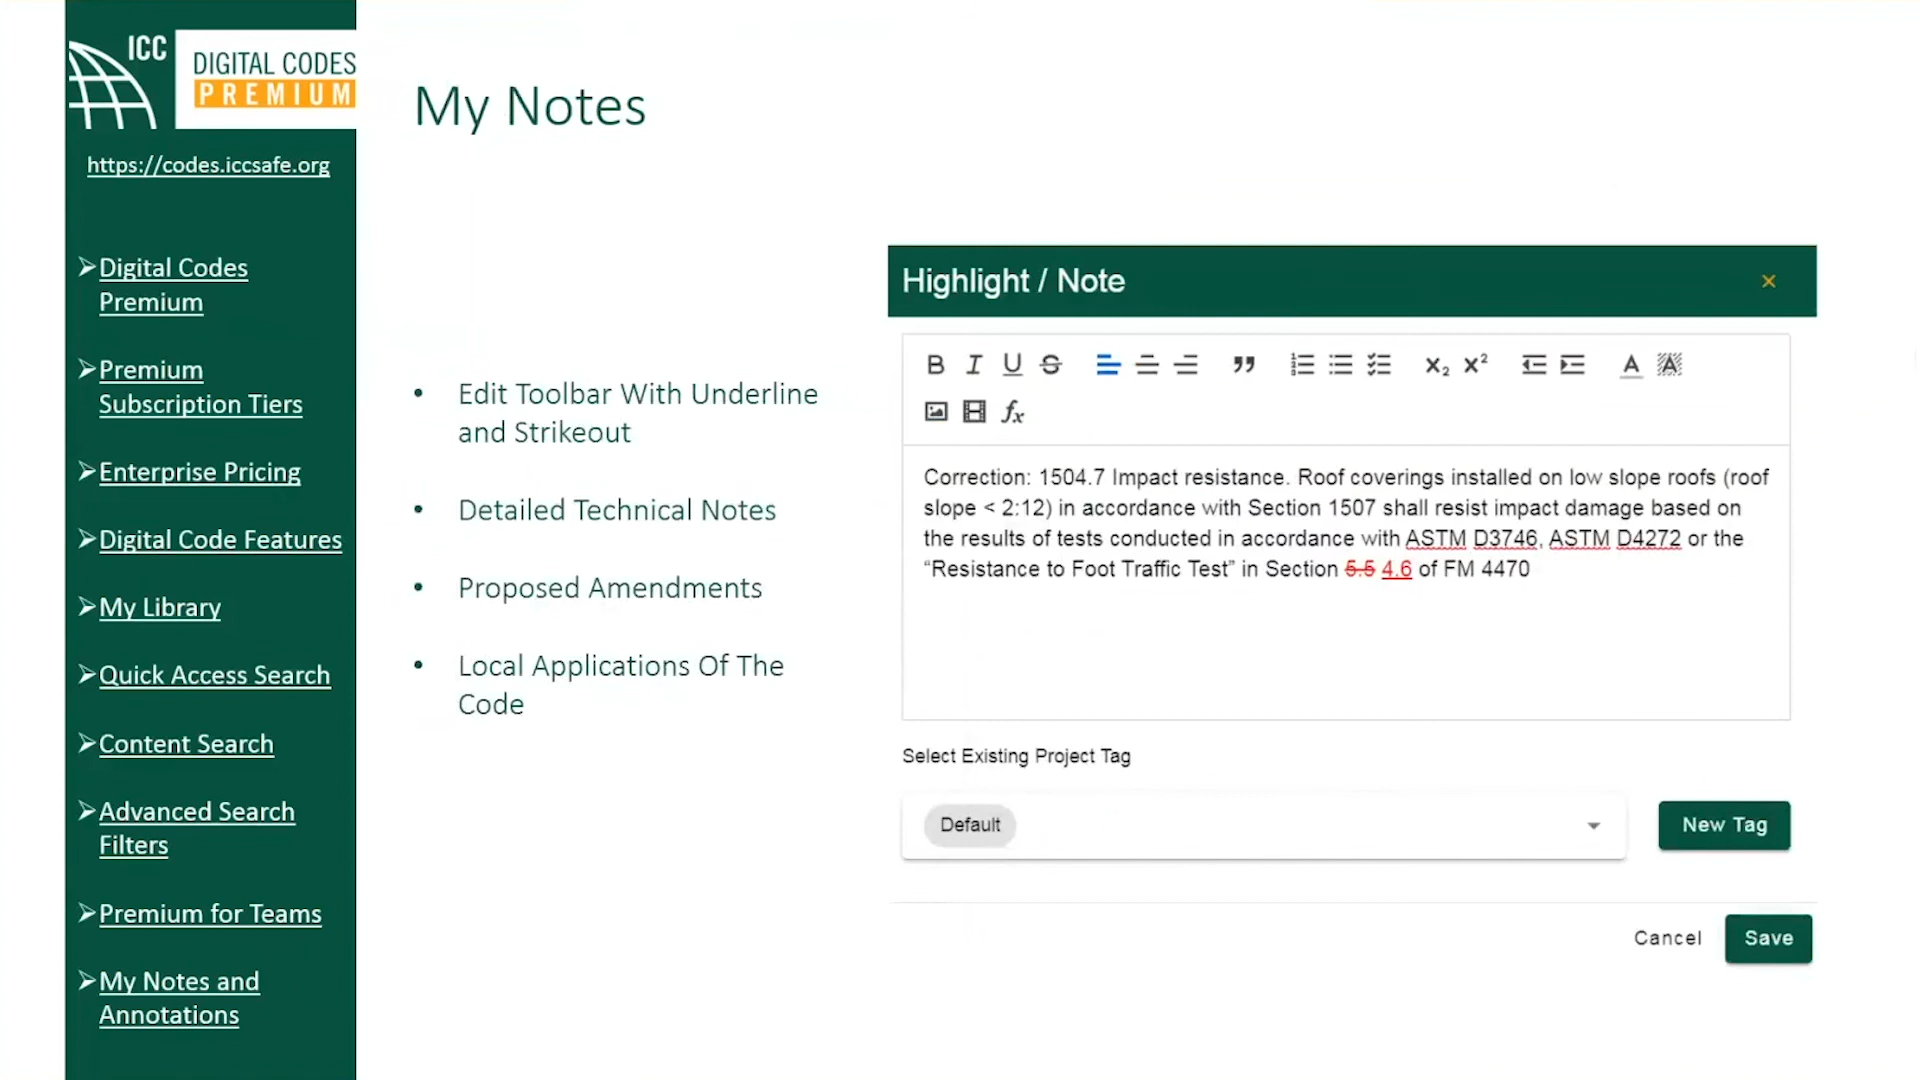 ICC
DIGITAL CODES
PREMIUM
https://codes.iccsafe.org
Digital Codes
Premium
Premium
Subscription Tiers
Enterprise Pricing
Digital Code Features
My Library
Quick Access Search
Content Search
Advanced Search
Filters
Premium for Teams
My Notes and
Annotations
My Notes
• Edit Toolbar With Underline
and Strikeout
• Detailed Technical Notes
• Proposed Amendments
• Local Applications Of The
Code
Highlight / Note
Correction: 1504.7 Impact resistance. Roof coverings installed on low slope roofs (roof
slope < 2:12) in accordance with Section 1507 shall resist impact damage based on
the results of tests conducted in accordance with ASTM D3746, ASTM D4272 or the
“Resistance to Foot Traffic Test” in Section 5.5 4.6 of FM 4470
Select Existing Project Tag
Default
New Tag
Cancel
Save